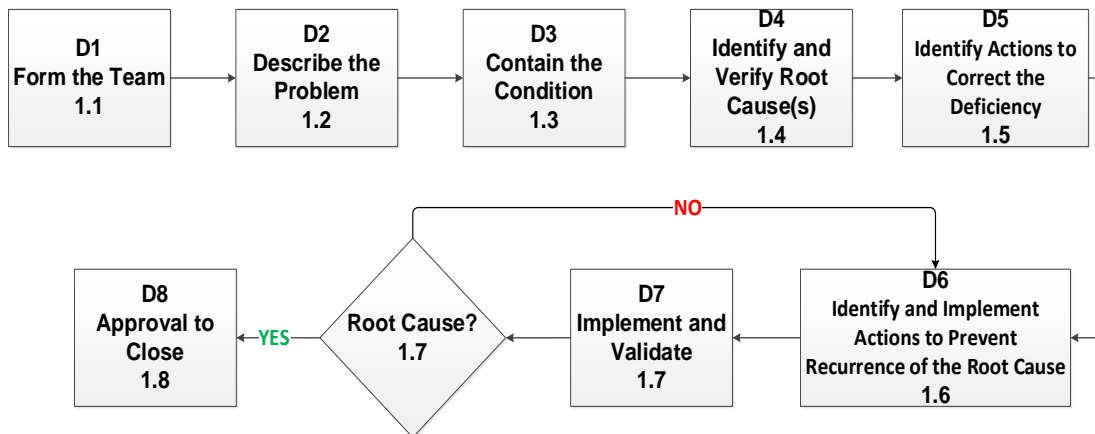 D1
Form the Team
1.1
D2
Describe the
Problem
1.2
D3
Contain the
Condition
1.3
D4
Identify and
Verify Root
Cause(s)
1.4
D5
Identify Actions to
Correct the
Deficiency
1.5
NO
D8
Approval to
Close
1.8
YES
Root Cause?
1.7
D7
Implement and
Validate
1.7
D6
Identify and Implement
Actions to Prevent
Recurrence of the Root Cause
1.6